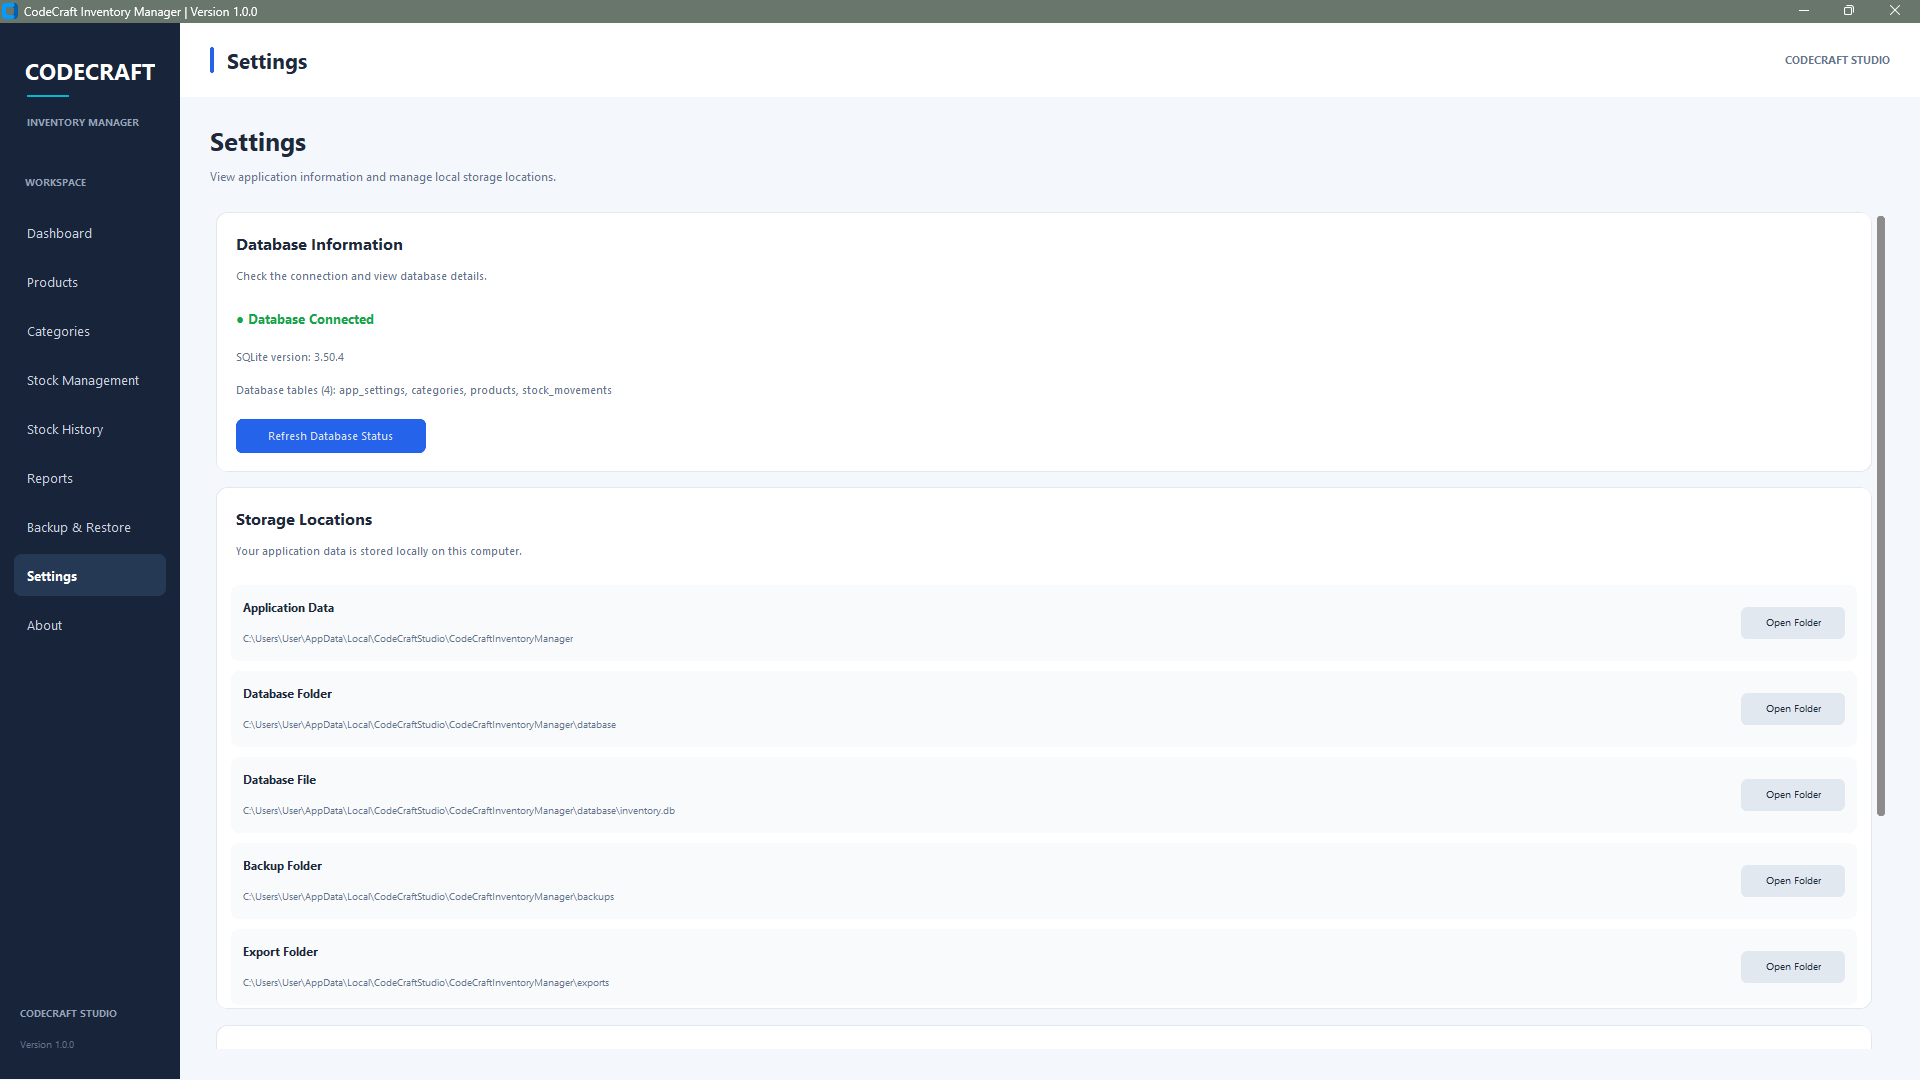 CodeCraft Inventory Manager | Version 1.0.0
CODECRAFT
INVENTORY MANAGER
WORKSPACE
Dashboard
Products
Categories
Stock Management
Stock History
Reports
Backup & Restore
Settings
About
CODECRAFT STUDIO
Version 1.0.0
Settings
CODECRAFT STUDIO
Settings
View application information and manage local storage locations.
Database Information
Check the connection and view database details.
● Database Connected
SQLite version: 3.50.4
Database tables (4): app_settings, categories, products, stock_movements
Refresh Database Status
Storage Locations
Your application data is stored locally on this computer.
Application Data
C:\Users\User\AppData\Local\CodeCraftStudio\CodeCraftInventoryManager
Open Folder
Database Folder
C:\Users\User\AppData\Local\CodeCraftStudio\CodeCraftInventoryManager\database
Open Folder
Database File
C:\Users\User\AppData\Local\CodeCraftStudio\CodeCraftInventoryManager\database\inventory.db
Open Folder
Backup Folder
C:\Users\User\AppData\Local\CodeCraftStudio\CodeCraftInventoryManager\backups
Open Folder
Export Folder
C:\Users\User\AppData\Local\CodeCraftStudio\CodeCraftInventoryManager\exports
Open Folder